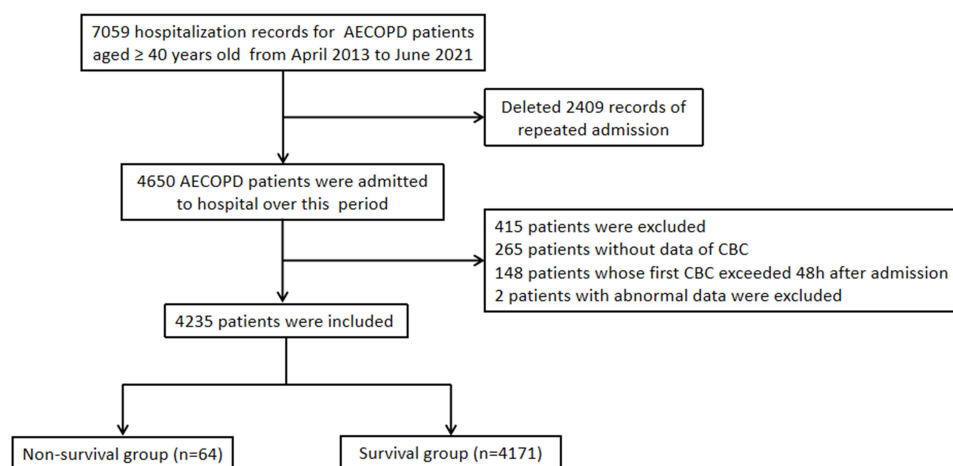 7059 hospitalization records for AECOPD patients
aged ≥ 40 years old from April 2013 to June 2021
Deleted 2409 records of
repeated admission
4650 AECOPD patients were admitted
to hospital over this period
415 patients were excluded
265 patients without data of CBC
148 patients whose first CBC exceeded 48h after admission
2 patients with abnormal data were excluded
4235 patients were included
Non-survival group (n=64)
Survival group (n=4171)